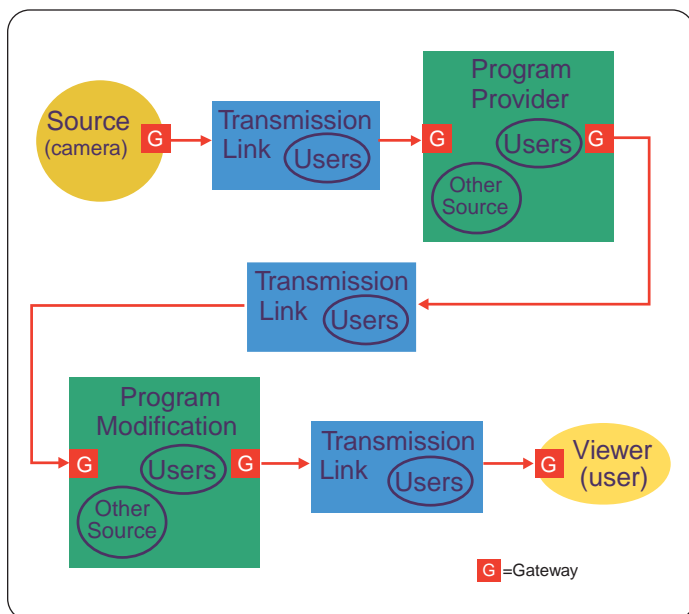 Source
(camera)
G
Transmission
Link
Users
Program
Provider
G
Users
G
Other
Source
Transmission
Link
Users
Program
Modification
G
Users
G
Other
Source
Transmission
Link
Users
G
Viewer
(user)
G =Gateway